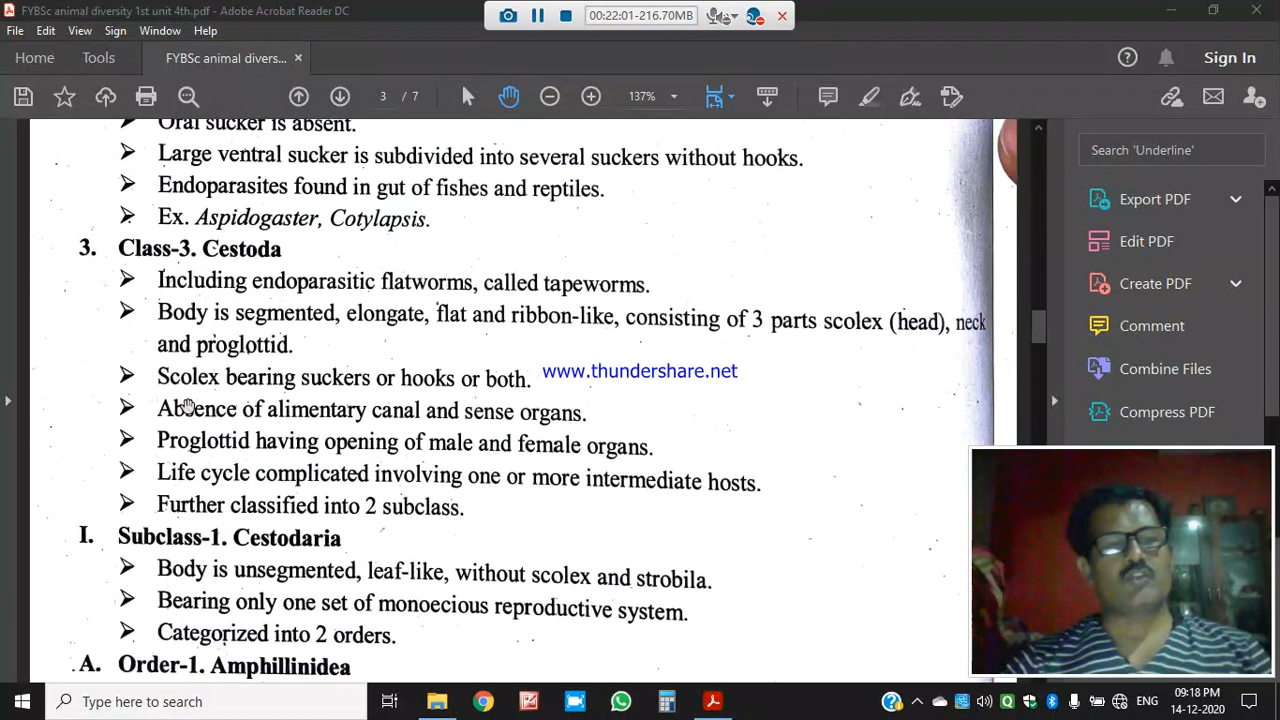 FYBSc animal diversity 1st unit 4th.pdf - Adobe Acrobat Reader DC
00:22:01-216.70MB
File Edit View Sign Window Help
Home Tools FYBSc animal divers... Sign In
3 / 7 137%
Oral sucker is absent.
Large ventral sucker is subdivided into several suckers without hooks.
Endoparasites found in gut of fishes and reptiles.
Ex. Aspidogaster, Cotylapsis.
3. Class-3. Cestoda
Including endoparasitic flatworms, called tapeworms.
Body is segmented, elongate, flat and ribbon-like, consisting of 3 parts scolex (head), neck
and proglottid.
Scolex bearing suckers or hooks or both.
www.thundershare.net
Absence of alimentary canal and sense organs.
Proglottid having opening of male and female organs.
Life cycle complicated involving one or more intermediate hosts.
Further classified into 2 subclass.
I. Subclass-1. Cestodaria
Body is unsegmented, leaf-like, without scolex and strobila.
Bearing only one set of monoecious reproductive system.
Categorized into 2 orders.
A. Order-1. Amphillinidea
Search 'Underline'
Export PDF
Edit PDF
Create PDF
Comment
Combine Files
Compress PDF
Type here to search
ENG
09:18 PM
14-12-2020